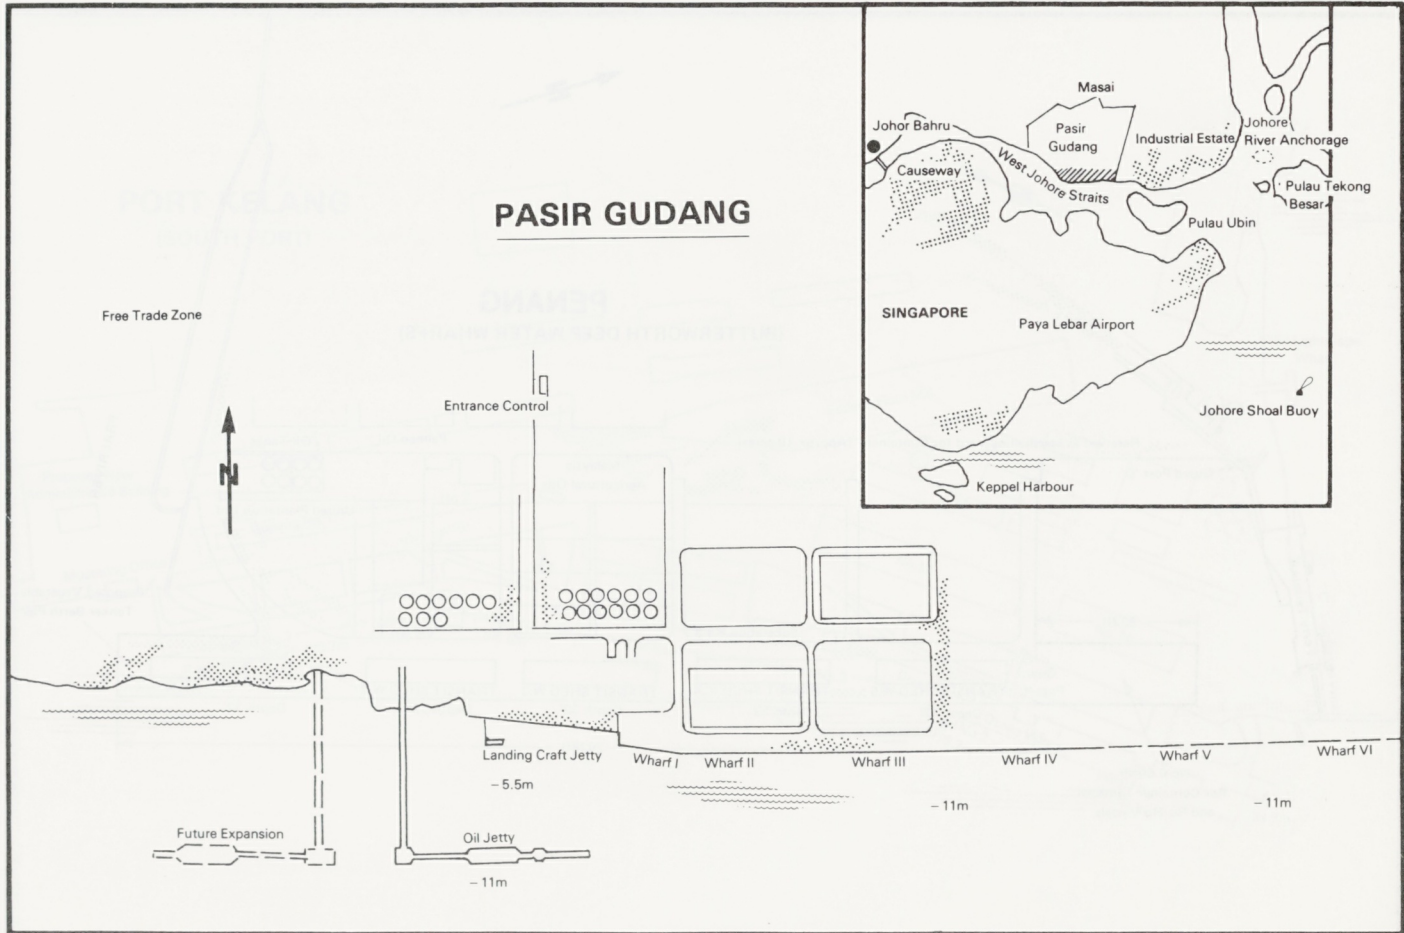 PASIR GUDANG
Free Trade Zone
Entrance Control
N
Landing Craft Jetty
– 5.5m
Wharf I
Wharf II
Wharf III
Wharf IV
Wharf V
Wharf VI
– 11m
– 11m
Future Expansion
Oil Jetty
– 11m
Masai
Johor Bahru
Pasir
Gudang
Industrial Estate
Johore
River Anchorage
Causeway
West Johore Straits
Pulau Tekong
Besar
Pulau Ubin
SINGAPORE
Paya Lebar Airport
Johore Shoal Buoy
Keppel Harbour